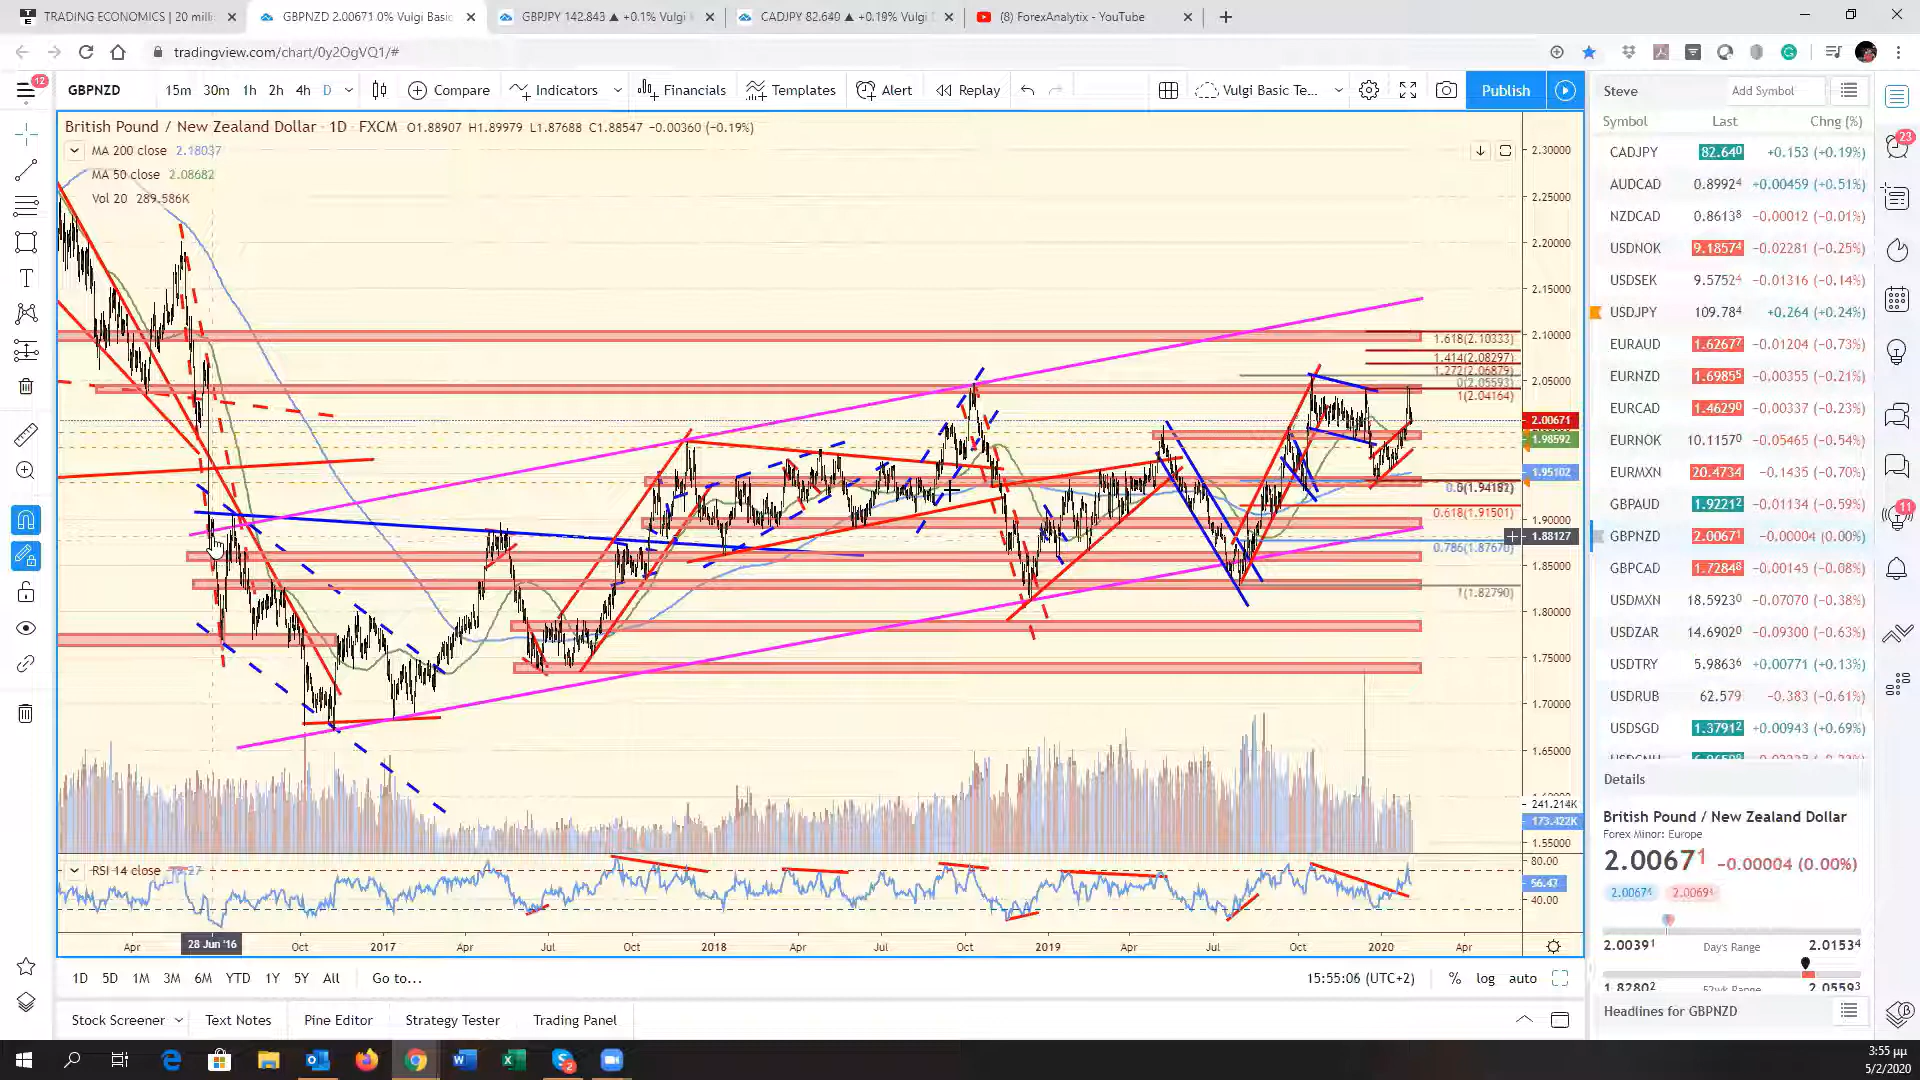 TRADING ECONOMICS | 20 milli
GBPNZD 2.00671 0% Vulgi Basic
GBPJPY 142.843 ▲ +0.1% Vulgi
CADJPY 82.640 ▲ +0.19% Vulgi
(8) ForexAnalytix - YouTube
tradingview.com/chart/0y2OgVQ1/#
12
GBPNZD
15m 30m 1h 2h 4h D
Compare
Indicators
Financials
Templates
Alert
Replay
Vulgi Basic Te...
Publish
British Pound / New Zealand Dollar · 1D · FXCM O1.88907 H1.89979 L1.87688 C1.88547 −0.00360 (−0.19%)
MA 200 close 2.18037
MA 50 close 2.08682
Vol 20 289.586K
2.30000
2.25000
2.20000
2.15000
2.10000
2.05000
2.00671
1.98592
1.95102
1.90000
1.88127
1.85000
1.80000
1.75000
1.70000
1.65000
241.214K
173.422K
1.55000
1.618(2.10333)
1.414(2.08297)
1.272(2.06879)
0(2.05593)
1(2.04164)
0.618(1.91501)
0.786(1.87670)
1(1.82790)
RSI 14 close
80.00
56.47
40.00
Apr 28 Jun '16 Oct 2017 Apr Jul Oct 2018 Apr Jul Oct 2019 Apr Jul Oct 2020 Apr
1D 5D 1M 3M 6M YTD 1Y 5Y All Go to...
15:55:06 (UTC+2) % log auto
Stock Screener Text Notes Pine Editor Strategy Tester Trading Panel
Steve Add Symbol
Symbol Last Chng (%)
CADJPY 82.640 +0.153 (+0.19%)
AUDCAD 0.89924 +0.00459 (+0.51%)
NZDCAD 0.86138 −0.00012 (−0.01%)
USDNOK 9.18574 −0.02281 (−0.25%)
USDSEK 9.57524 −0.01316 (−0.14%)
USDJPY 109.784 +0.264 (+0.24%)
EURAUD 1.62677 −0.01204 (−0.73%)
EURNZD 1.69855 −0.00355 (−0.21%)
EURCAD 1.46290 −0.00337 (−0.23%)
EURNOK 10.11570 −0.05465 (−0.54%)
EURMXN 20.4734 −0.1435 (−0.70%)
GBPAUD 1.92212 −0.01134 (−0.59%)
GBPNZD 2.00671 −0.00004 (0.00%)
GBPCAD 1.72848 −0.00145 (−0.08%)
USDMXN 18.59230 −0.07070 (−0.38%)
USDZAR 14.69020 −0.09300 (−0.63%)
USDTRY 5.98636 +0.00771 (+0.13%)
USDRUB 62.579 −0.383 (−0.61%)
USDSGD 1.37912 +0.00943 (+0.69%)
Details
British Pound / New Zealand Dollar
Forex Minor: Europe
2.00671 −0.00004 (0.00%)
2.00674 2.00694
2.00391 Day's Range 2.01534
1.82802 52wk Range 2.05593
Headlines for GBPNZD
23
11
3:55 μμ
5/2/2020